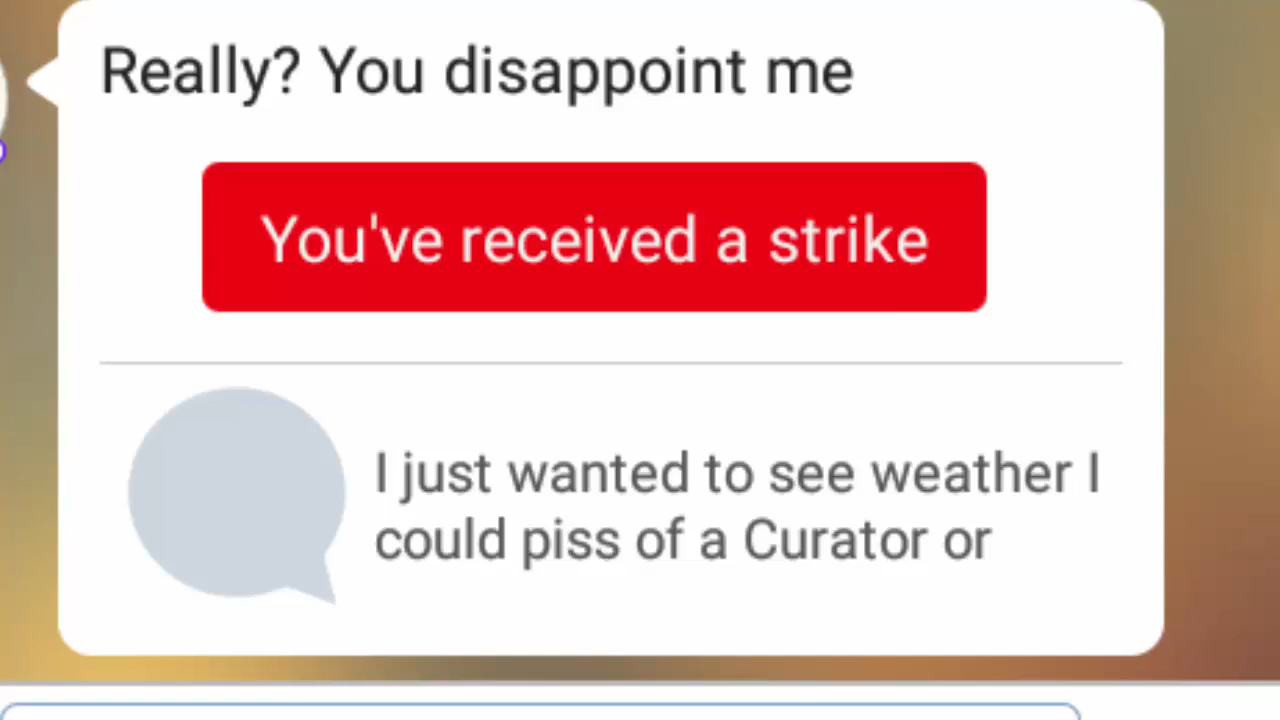 Really? You disappoint me
You've received a strike
I just wanted to see weather I
could piss of a Curator or